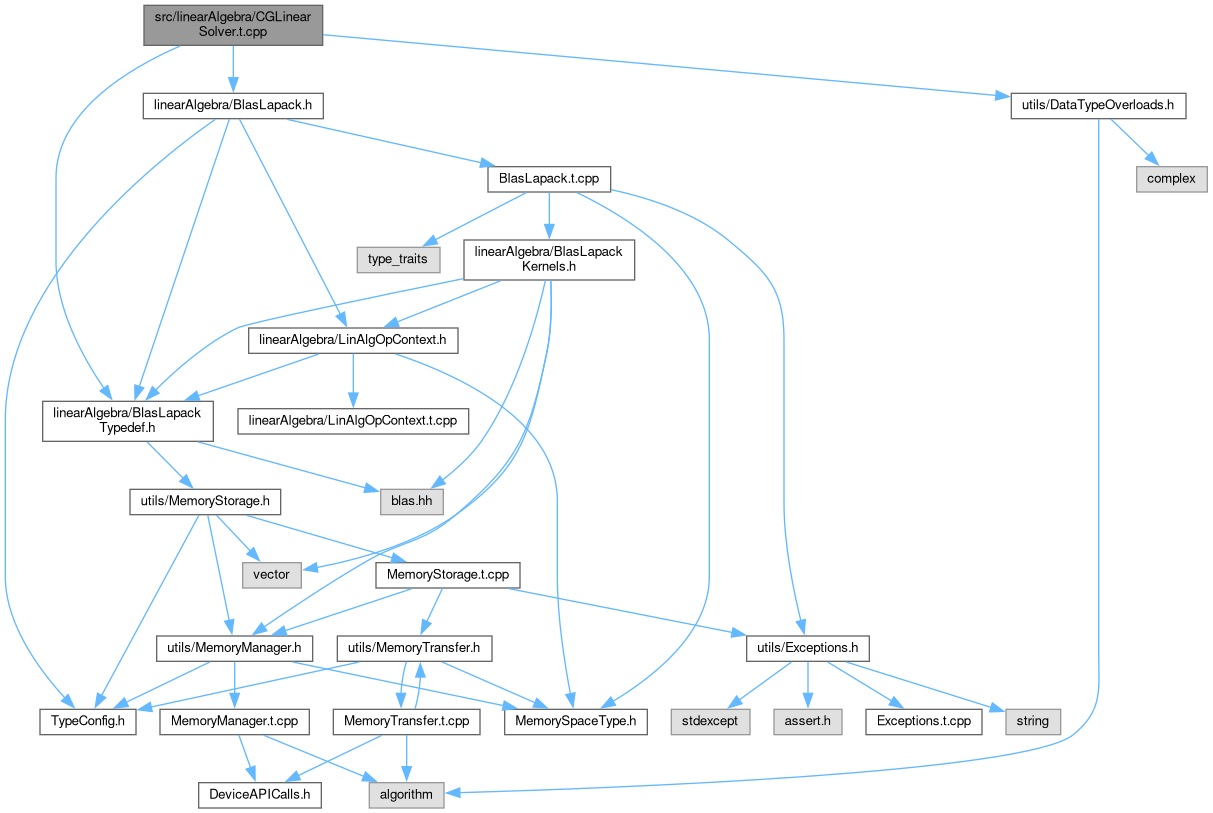 src/linearAlgebra/CGLinear
Solver.t.cpp
linearAlgebra/BlasLapack.h
utils/DataTypeOverloads.h
BlasLapack.t.cpp
complex
type_traits
linearAlgebra/BlasLapack
Kernels.h
linearAlgebra/LinAlgOpContext.h
linearAlgebra/BlasLapack
Typedef.h
linearAlgebra/LinAlgOpContext.t.cpp
utils/MemoryStorage.h
blas.hh
vector
MemoryStorage.t.cpp
utils/MemoryManager.h
utils/MemoryTransfer.h
utils/Exceptions.h
TypeConfig.h
MemoryManager.t.cpp
MemoryTransfer.t.cpp
MemorySpaceType.h
stdexcept
assert.h
Exceptions.t.cpp
string
DeviceAPICalls.h
algorithm